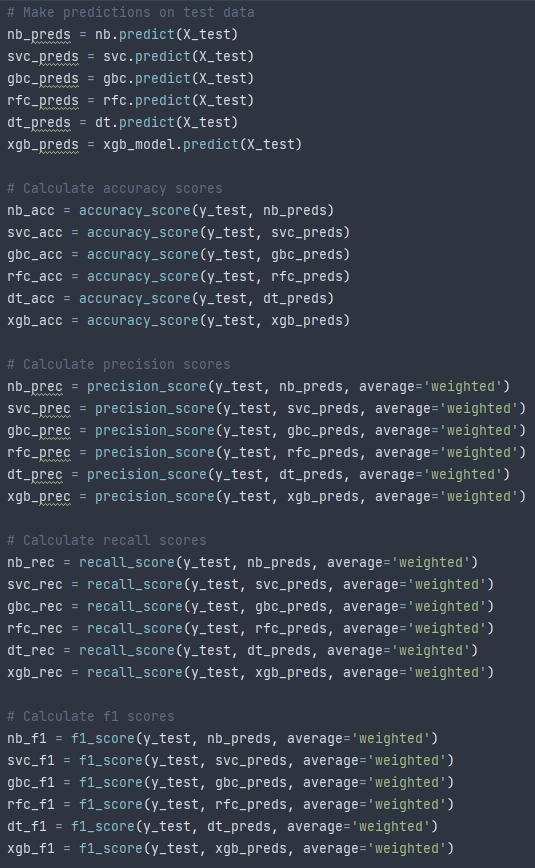 # Make predictions on test data
nb_preds = nb.predict(X_test)
svc_preds = svc.predict(X_test)
gbc_preds = gbc.predict(X_test)
rfc_preds = rfc.predict(X_test)
dt_preds = dt.predict(X_test)
xgb_preds = xgb_model.predict(X_test)

# Calculate accuracy scores
nb_acc = accuracy_score(y_test, nb_preds)
svc_acc = accuracy_score(y_test, svc_preds)
gbc_acc = accuracy_score(y_test, gbc_preds)
rfc_acc = accuracy_score(y_test, rfc_preds)
dt_acc = accuracy_score(y_test, dt_preds)
xgb_acc = accuracy_score(y_test, xgb_preds)

# Calculate precision scores
nb_prec = precision_score(y_test, nb_preds, average='weighted')
svc_prec = precision_score(y_test, svc_preds, average='weighted')
gbc_prec = precision_score(y_test, gbc_preds, average='weighted')
rfc_prec = precision_score(y_test, rfc_preds, average='weighted')
dt_prec = precision_score(y_test, dt_preds, average='weighted')
xgb_prec = precision_score(y_test, xgb_preds, average='weighted')

# Calculate recall scores
nb_rec = recall_score(y_test, nb_preds, average='weighted')
svc_rec = recall_score(y_test, svc_preds, average='weighted')
gbc_rec = recall_score(y_test, gbc_preds, average='weighted')
rfc_rec = recall_score(y_test, rfc_preds, average='weighted')
dt_rec = recall_score(y_test, dt_preds, average='weighted')
xgb_rec = recall_score(y_test, xgb_preds, average='weighted')

# Calculate f1 scores
nb_f1 = f1_score(y_test, nb_preds, average='weighted')
svc_f1 = f1_score(y_test, svc_preds, average='weighted')
gbc_f1 = f1_score(y_test, gbc_preds, average='weighted')
rfc_f1 = f1_score(y_test, rfc_preds, average='weighted')
dt_f1 = f1_score(y_test, dt_preds, average='weighted')
xgb_f1 = f1_score(y_test, xgb_preds, average='weighted')